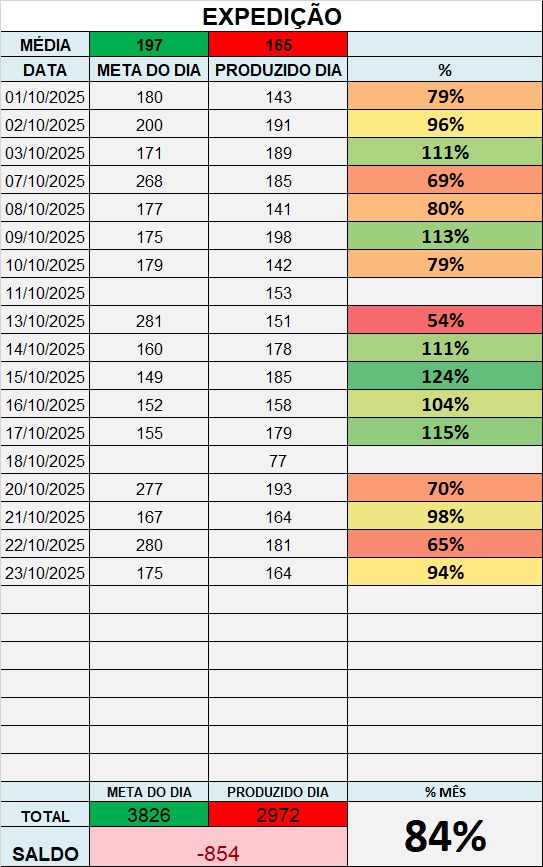 EXPEDIÇÃO
MÉDIA 197 165
DATA META DO DIA PRODUZIDO DIA %
01/10/2025 180 143 79%
02/10/2025 200 191 96%
03/10/2025 171 189 111%
07/10/2025 268 185 69%
08/10/2025 177 141 80%
09/10/2025 175 198 113%
10/10/2025 179 142 79%
11/10/2025 153
13/10/2025 281 151 54%
14/10/2025 160 178 111%
15/10/2025 149 185 124%
16/10/2025 152 158 104%
17/10/2025 155 179 115%
18/10/2025 77
20/10/2025 277 193 70%
21/10/2025 167 164 98%
22/10/2025 280 181 65%
23/10/2025 175 164 94%
META DO DIA PRODUZIDO DIA % MÊS
TOTAL 3826 2972 84%
SALDO -854